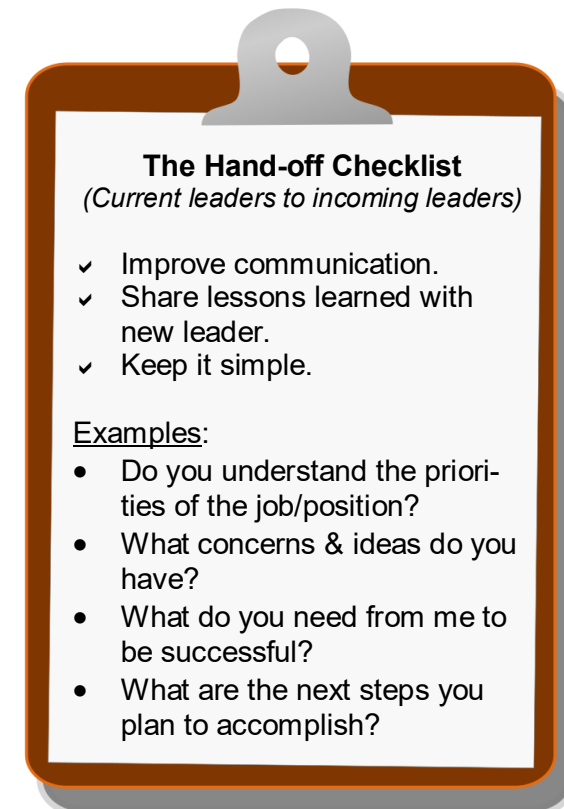 The Hand-off Checklist
(Current leaders to incoming leaders)
✓ Improve communication.
✓ Share lessons learned with
new leader.
✓ Keep it simple.
Examples:
• Do you understand the priori-
ties of the job/position?
• What concerns & ideas do you
have?
• What do you need from me to
be successful?
• What are the next steps you
plan to accomplish?